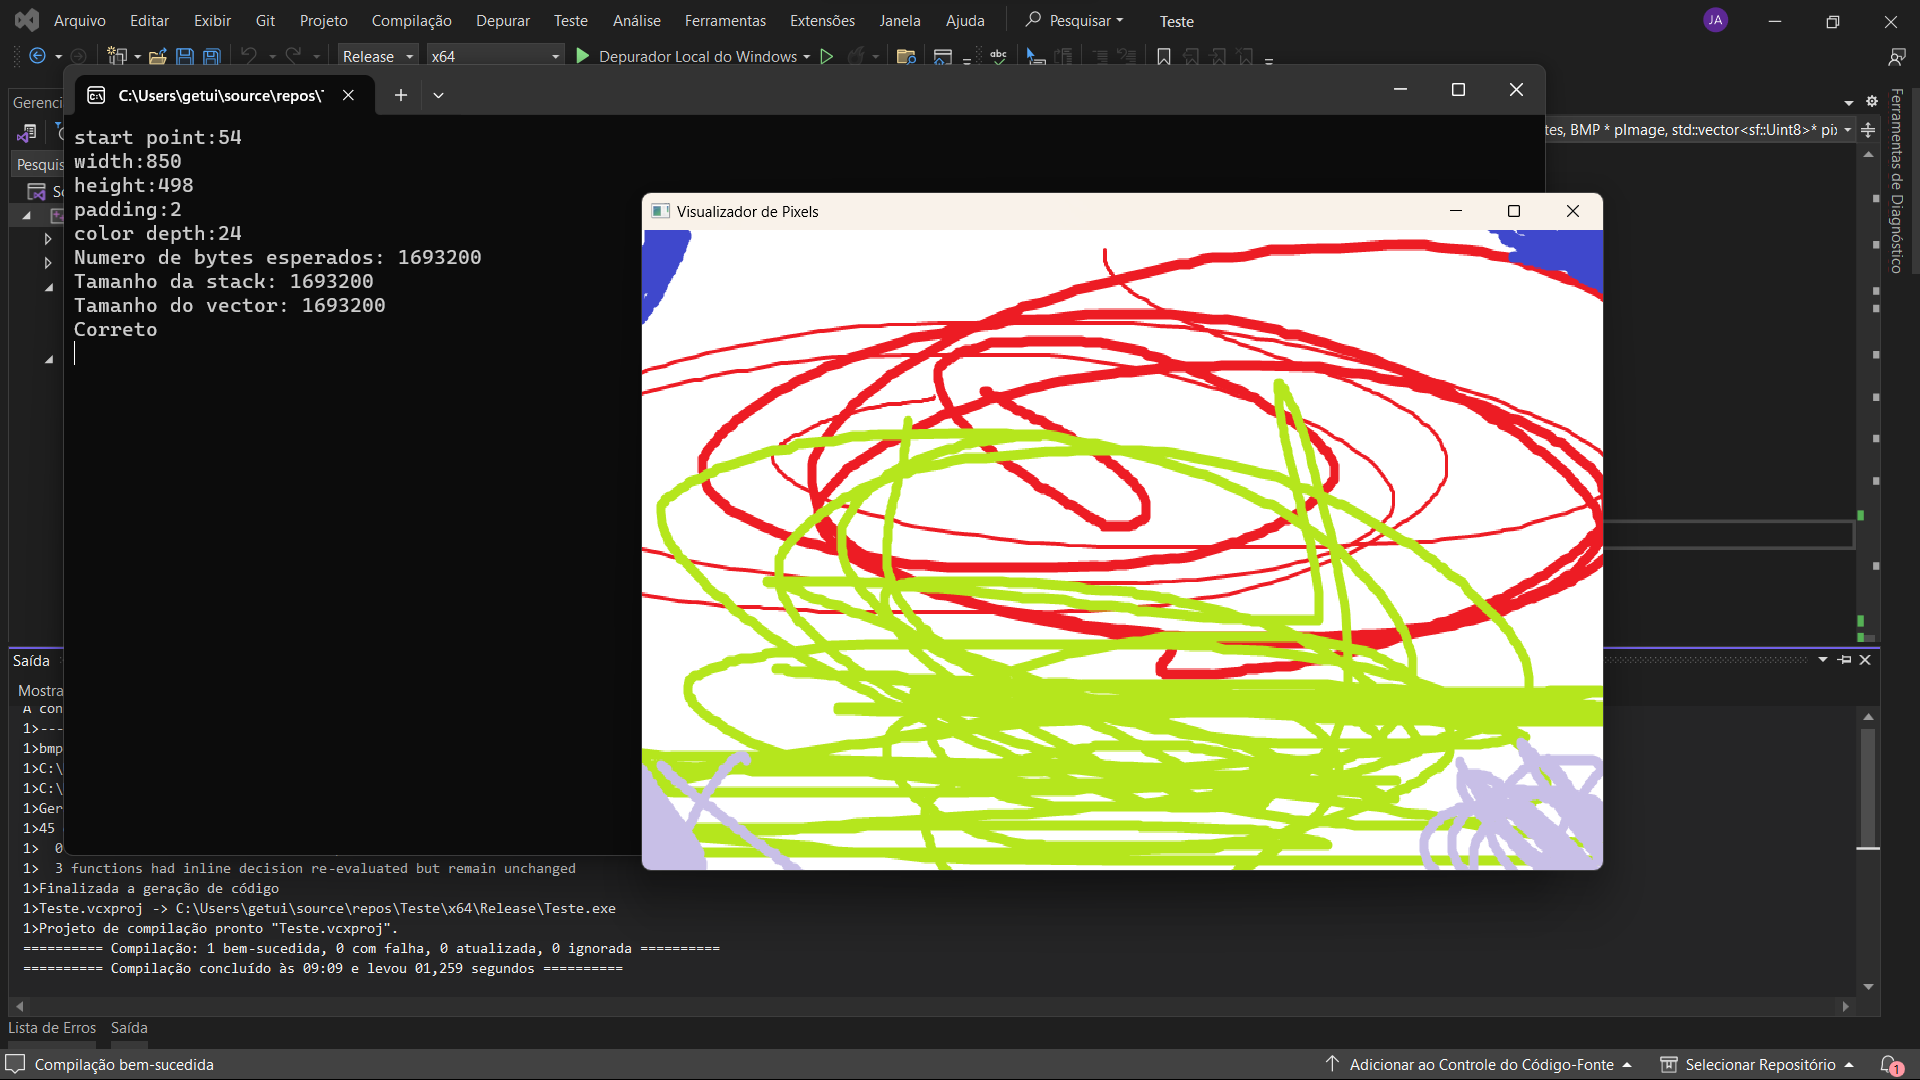 Arquivo Editar Exibir Git Projeto Compilação Depurar Teste Análise Ferramentas Extensões Janela Ajuda Pesquisar Teste JA
Release x64 Depurador Local do Windows abc
Gerenci
C:\Users\getui\source\repos\
tes, BMP * pImage, std::vector<sf::Uint8>* pix
Ferramentas de Diagnóstico
Pesquis
So
start point:54
width:850
height:498
padding:2
color depth:24
Numero de bytes esperados: 1693200
Tamanho da stack: 1693200
Tamanho do vector: 1693200
Correto
Visualizador de Pixels
Saída
Mostra
A con
1>---
1>bmp
1>C:\
1>C:\
1>Ger
1>45
1>  0
1>  3 functions had inline decision re-evaluated but remain unchanged
1>Finalizada a geração de código
1>Teste.vcxproj -> C:\Users\getui\source\repos\Teste\x64\Release\Teste.exe
1>Projeto de compilação pronto "Teste.vcxproj".
========== Compilação: 1 bem-sucedida, 0 com falha, 0 atualizada, 0 ignorada ==========
========== Compilação concluído às 09:09 e levou 01,259 segundos ==========
Lista de Erros Saída
Compilação bem-sucedida Adicionar ao Controle do Código-Fonte Selecionar Repositório 1